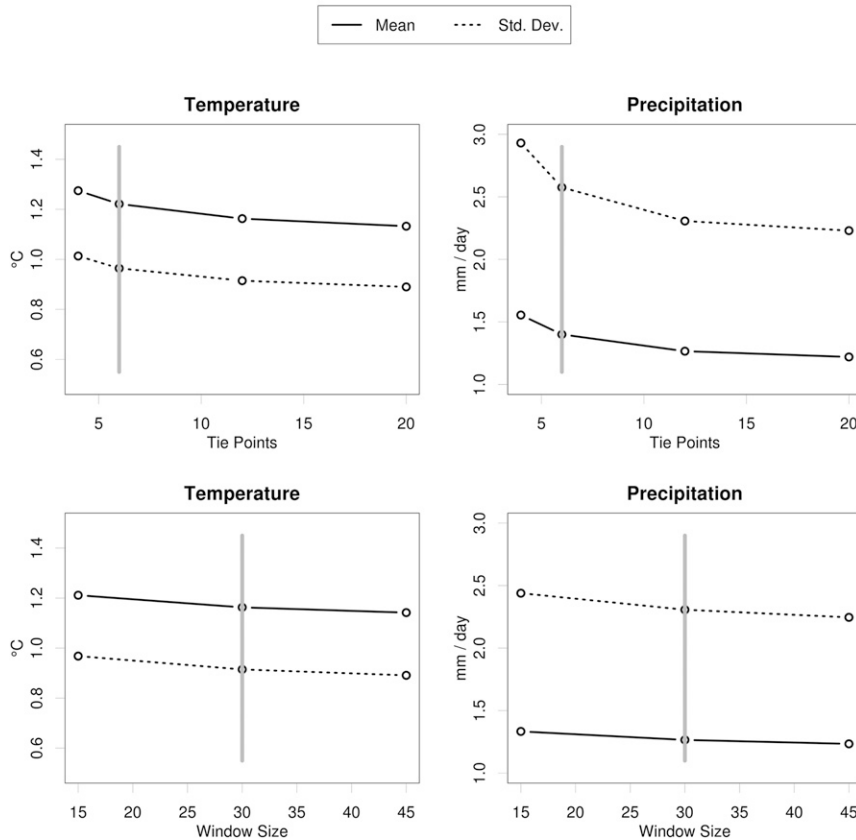 Mean Std. Dev.
Temperature
°C
0.6 0.8 1.0 1.2 1.4
5 10 15 20
Tie Points
Precipitation
mm / day
1.0 1.5 2.0 2.5 3.0
5 10 15 20
Tie Points
Temperature
°C
0.6 0.8 1.0 1.2 1.4
15 20 25 30 35 40 45
Window Size
Precipitation
mm / day
1.0 1.5 2.0 2.5 3.0
15 20 25 30 35 40 45
Window Size